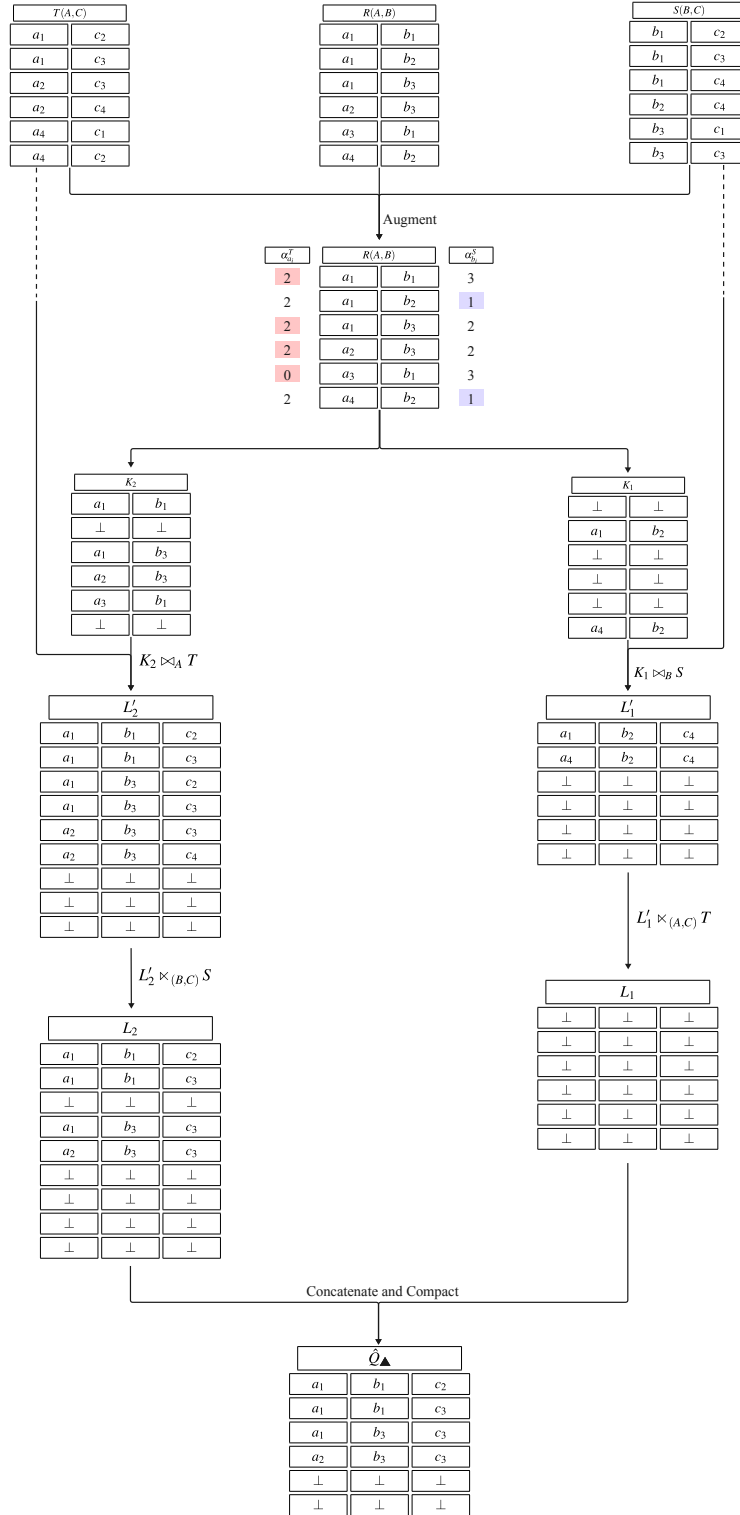 T(A,C) R(A,B) S(B,C)
a₁ c₂ a₁ b₁ b₁ c₂
a₁ c₃ a₁ b₂ b₁ c₃
a₂ c₃ a₁ b₃ b₁ c₄
a₂ c₄ a₂ b₃ b₂ c₄
a₄ c₁ a₃ b₁ b₃ c₁
a₄ c₂ a₄ b₂ b₃ c₃
Augment
α^T_{a_i} R(A,B) α^S_{b_i}
2 a₁ b₁ 3
2 a₁ b₂ 1
2 a₁ b₃ 2
2 a₂ b₃ 2
0 a₃ b₁ 3
2 a₄ b₂ 1
K₂
a₁ b₁
⊥ ⊥
a₁ b₃
a₂ b₃
a₃ b₁
⊥ ⊥
K₁
⊥ ⊥
a₁ b₂
⊥ ⊥
⊥ ⊥
⊥ ⊥
a₄ b₂
K₂ ⋈_A T
K₁ ⋈_B S
L′₂
a₁ b₁ c₂
a₁ b₁ c₃
a₁ b₃ c₂
a₁ b₃ c₃
a₂ b₃ c₃
a₂ b₃ c₄
⊥ ⊥ ⊥
⊥ ⊥ ⊥
⊥ ⊥ ⊥
L′₁
a₁ b₂ c₄
a₄ b₂ c₄
⊥ ⊥ ⊥
⊥ ⊥ ⊥
⊥ ⊥ ⊥
⊥ ⊥ ⊥
L′₂ ⋉_(B,C) S
L′₁ ⋉_(A,C) T
L₂
a₁ b₁ c₂
a₁ b₁ c₃
⊥ ⊥ ⊥
a₁ b₃ c₃
a₂ b₃ c₃
⊥ ⊥ ⊥
⊥ ⊥ ⊥
⊥ ⊥ ⊥
⊥ ⊥ ⊥
L₁
⊥ ⊥ ⊥
⊥ ⊥ ⊥
⊥ ⊥ ⊥
⊥ ⊥ ⊥
⊥ ⊥ ⊥
⊥ ⊥ ⊥
Concatenate and Compact
Q̂▲
a₁ b₁ c₂
a₁ b₁ c₃
a₁ b₃ c₃
a₂ b₃ c₃
⊥ ⊥ ⊥
⊥ ⊥ ⊥